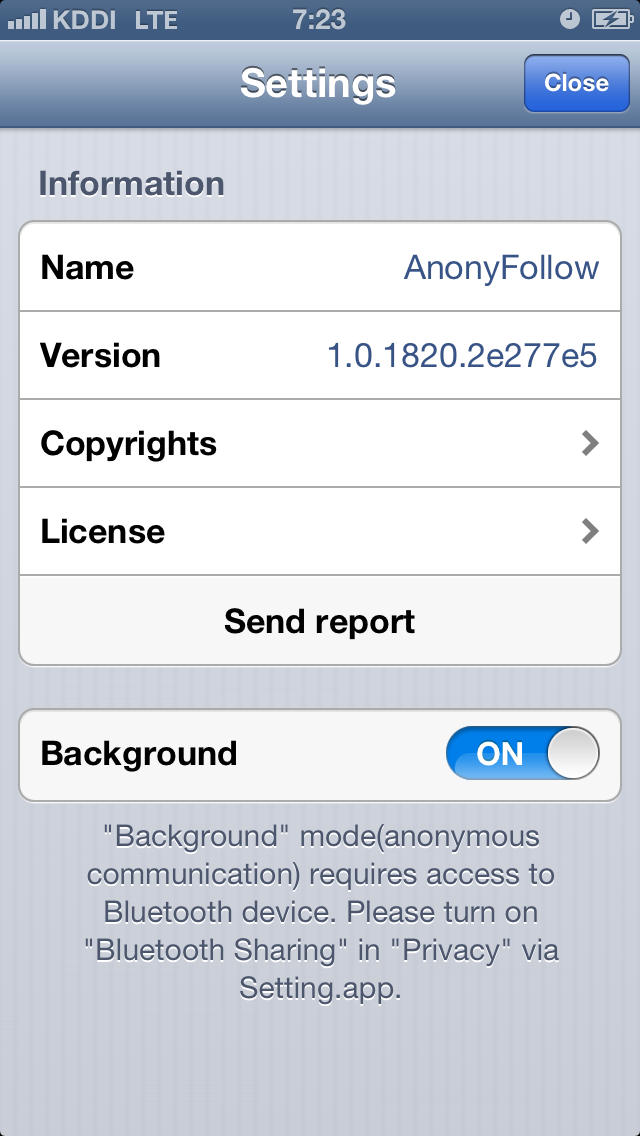 KDDI LTE 7:23
Settings
Close
Information
Name AnonyFollow
Version 1.0.1820.2e277e5
Copyrights
License
Send report
Background ON
"Background" mode(anonymous
communication) requires access to
Bluetooth device. Please turn on
"Bluetooth Sharing" in "Privacy" via
Setting.app.